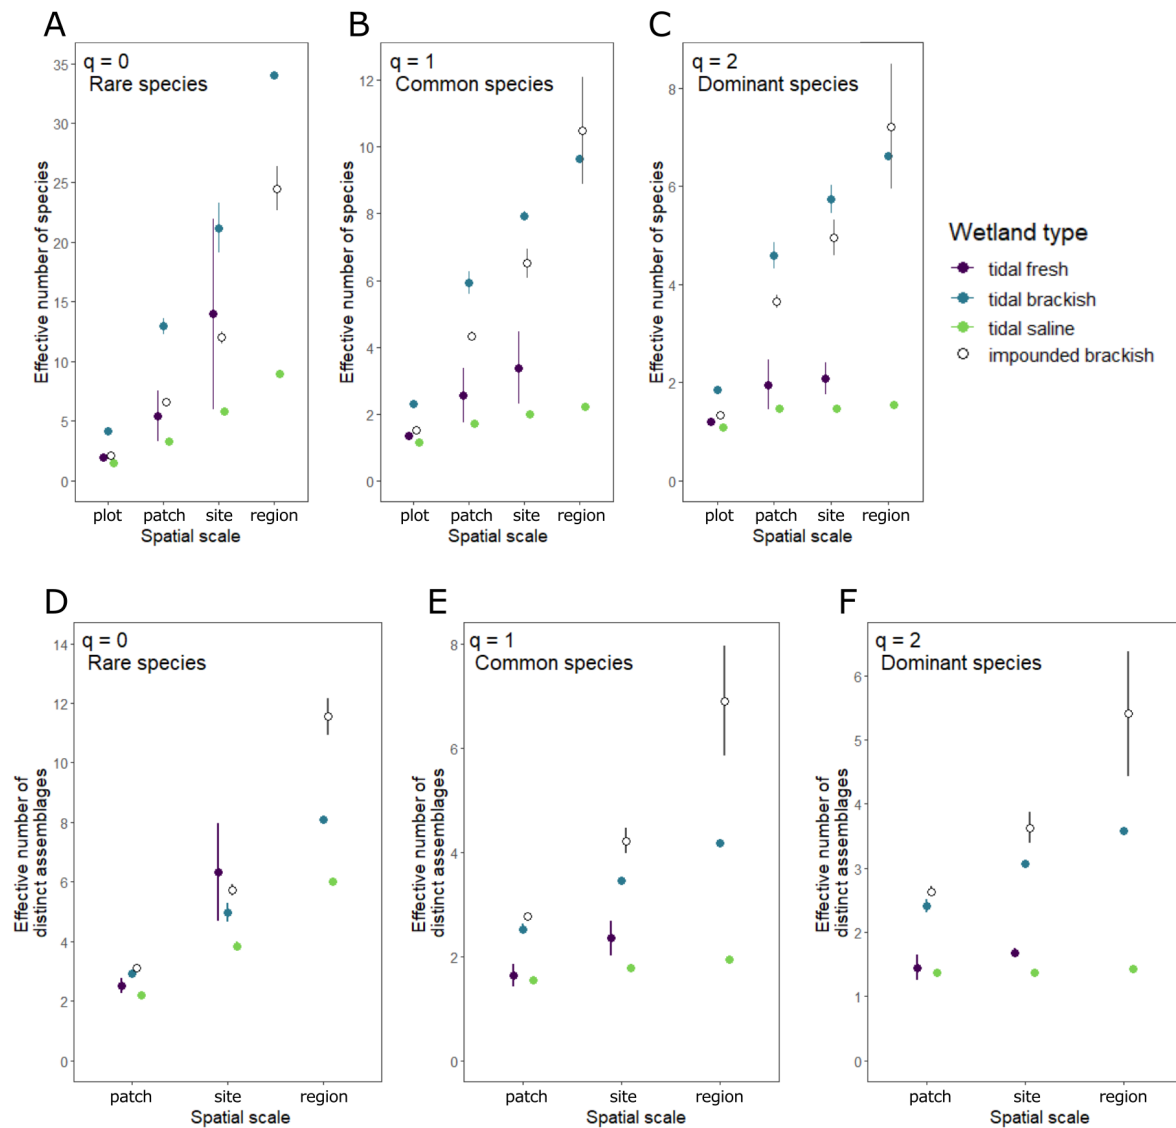 A
q = 0
Rare species
35
30
25
20
15
10
5
0
Effective number of species
plot patch site region
Spatial scale
B
q = 1
Common species
12
10
8
6
4
2
0
Effective number of species
plot patch site region
Spatial scale
C
q = 2
Dominant species
8
6
4
2
0
Effective number of species
plot patch site region
Spatial scale
Wetland type
tidal fresh
tidal brackish
tidal saline
impounded brackish
D
q = 0
Rare species
14
12
10
8
6
4
2
0
Effective number of
distinct assemblages
patch site region
Spatial scale
E
q = 1
Common species
8
6
4
2
0
Effective number of
distinct assemblages
patch site region
Spatial scale
F
q = 2
Dominant species
6
5
4
3
2
1
0
Effective number of
distinct assemblages
patch site region
Spatial scale